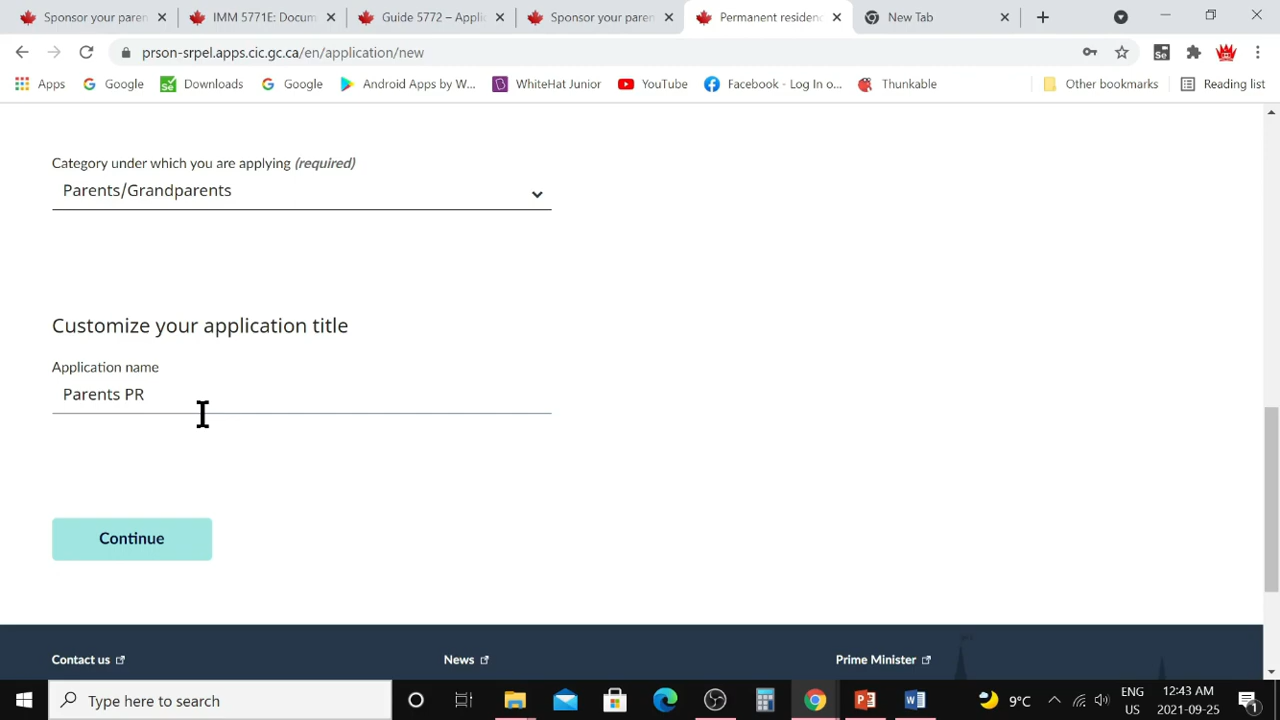 Sponsor your paren
IMM 5771E: Docum
Guide 5772 – Applic
Sponsor your paren
Permanent residenc
New Tab
prson-srpel.apps.cic.gc.ca/en/application/new
Apps
Google
Downloads
Google
Android Apps by W...
WhiteHat Junior
YouTube
Facebook - Log In o...
Thunkable
Other bookmarks
Reading list
Category under which you are applying (required)
Parents/Grandparents
Customize your application title
Application name
Parents PR
Continue
Contact us
News
Prime Minister
Type here to search
9°C
ENG
US
12:43 AM
2021-09-25
1